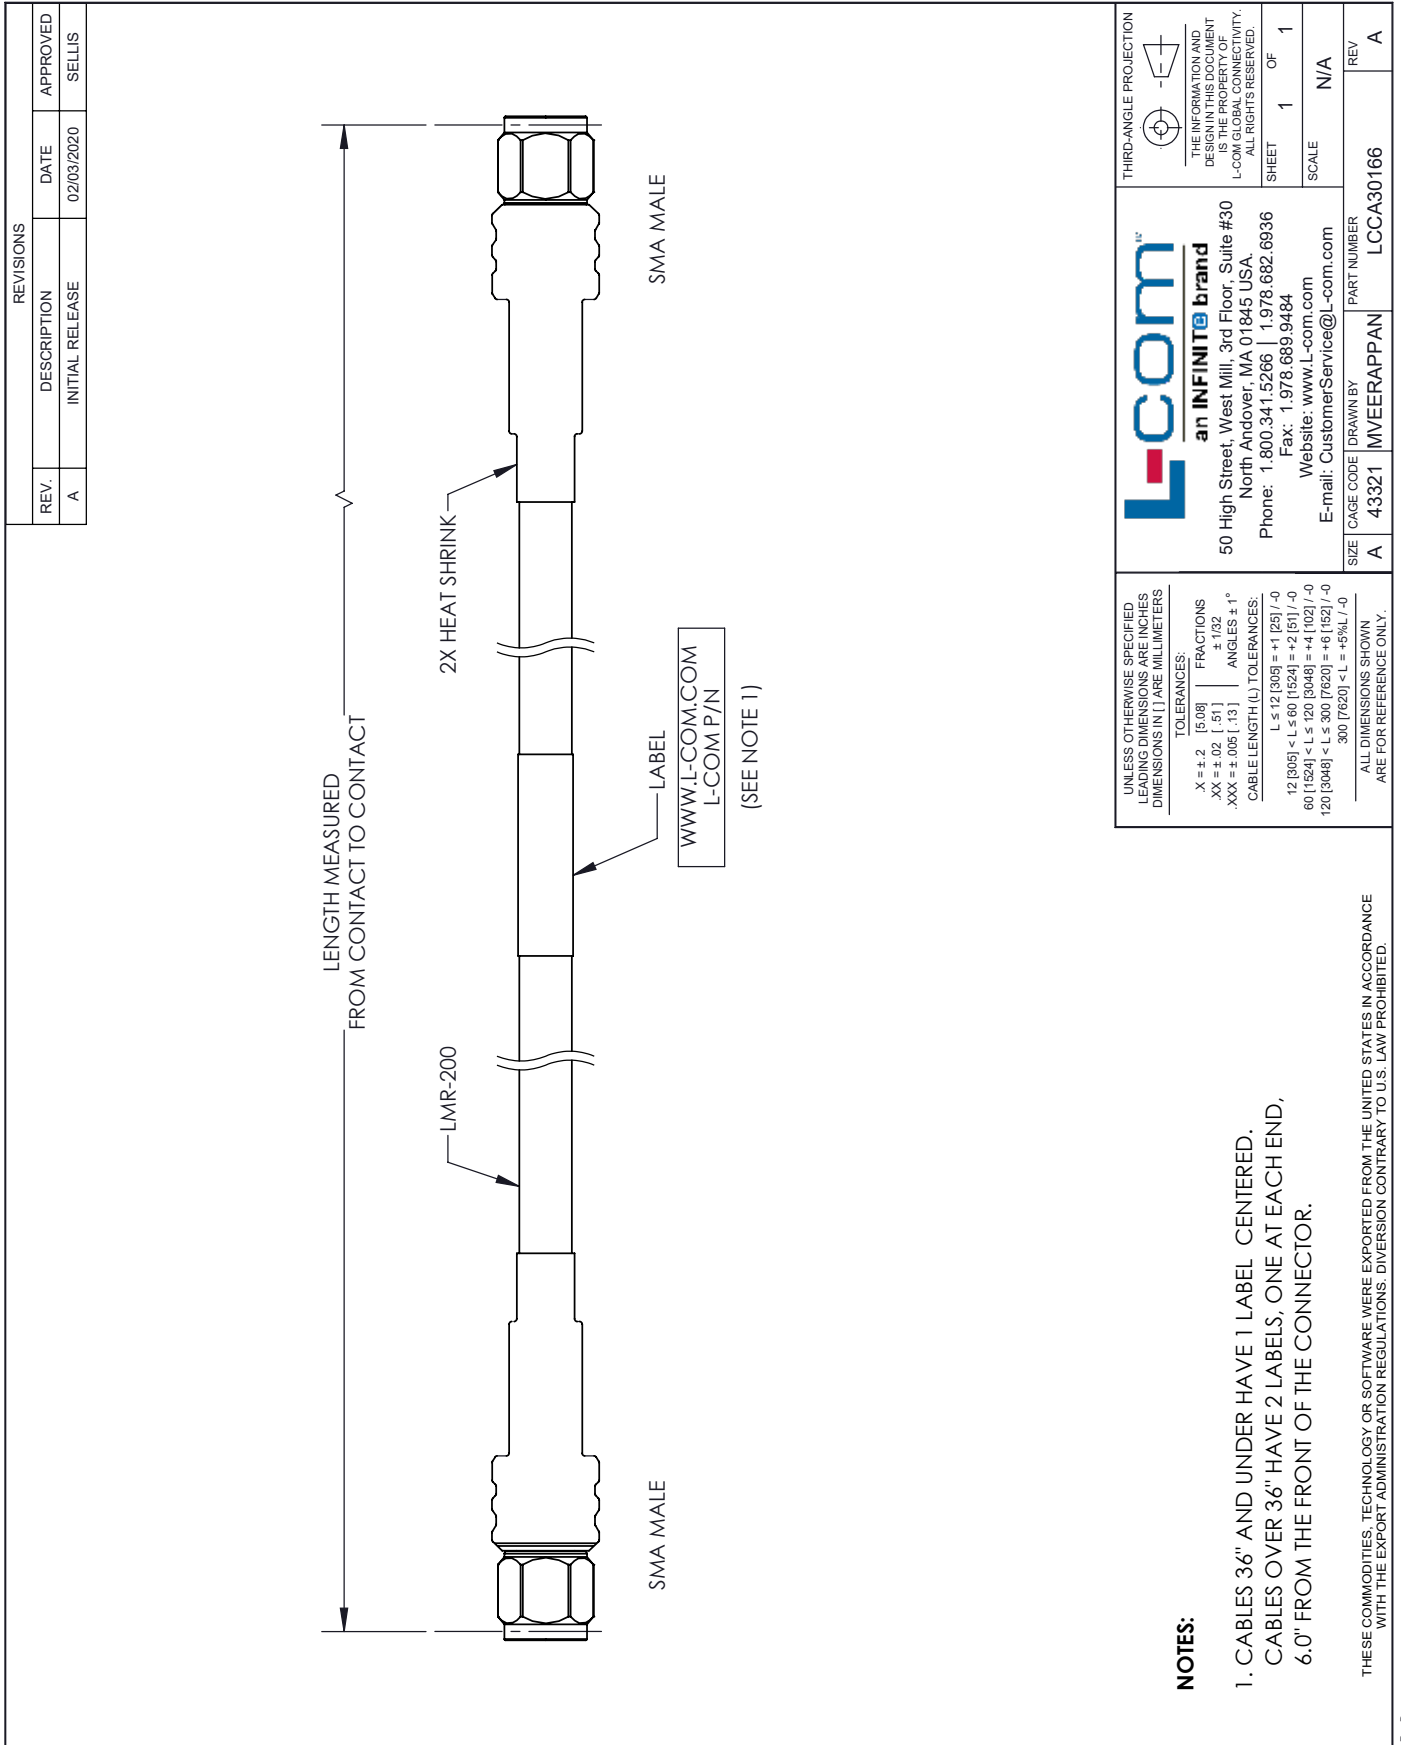 REVISIONS
REV. DESCRIPTION DATE APPROVED
A INITIAL RELEASE 02/03/2020 SELLIS
LENGTH MEASURED
FROM CONTACT TO CONTACT
LMR-200
2X HEAT SHRINK
LABEL
WWW.L-COM.COM
L-COM P/N
(SEE NOTE 1)
SMA MALE
SMA MALE
NOTES:
1. CABLES 36" AND UNDER HAVE 1 LABEL CENTERED.
CABLES OVER 36" HAVE 2 LABELS, ONE AT EACH END,
6.0" FROM THE FRONT OF THE CONNECTOR.
THESE COMMODITIES, TECHNOLOGY OR SOFTWARE WERE EXPORTED FROM THE UNITED STATES IN ACCORDANCE
WITH THE EXPORT ADMINISTRATION REGULATIONS. DIVERSION CONTRARY TO U.S. LAW PROHIBITED.
UNLESS OTHERWISE SPECIFIED
LEADING DIMENSIONS ARE INCHES
DIMENSIONS IN [ ] ARE MILLIMETERS
TOLERANCES:
.X = ±.2 [5.08] FRACTIONS
.XX = ±.02 [.51] ± 1/32
.XXX = ±.005 [.13] ANGLES ± 1°
CABLE LENGTH (L) TOLERANCES:
L ≤ 12 [305] = +1 [25] / -0
12 [305] < L ≤ 60 [1524] = +2 [51] / -0
60 [1524] < L ≤ 120 [3048] = +4 [102] / -0
120 [3048] < L ≤ 300 [7620] = +6 [152] / -0
300 [7620] < L = +5%L / -0
ALL DIMENSIONS SHOWN
ARE FOR REFERENCE ONLY.
L-com
an INFINIT@ brand
50 High Street, West Mill, 3rd Floor, Suite #30
North Andover, MA 01845 USA.
Phone: 1.800.341.5266 | 1.978.682.6936
Fax: 1.978.689.9484
Website: www.L-com.com
E-mail: CustomerService@L-com.com
THIRD-ANGLE PROJECTION
THE INFORMATION AND
DESIGN IN THIS DOCUMENT
IS THE PROPERTY OF
L-COM GLOBAL CONNECTIVITY.
ALL RIGHTS RESERVED.
SHEET 1 OF 1
SCALE N/A
SIZE A
CAGE CODE 43321
DRAWN BY MVEERAPPAN
PART NUMBER LCCA30166
REV A